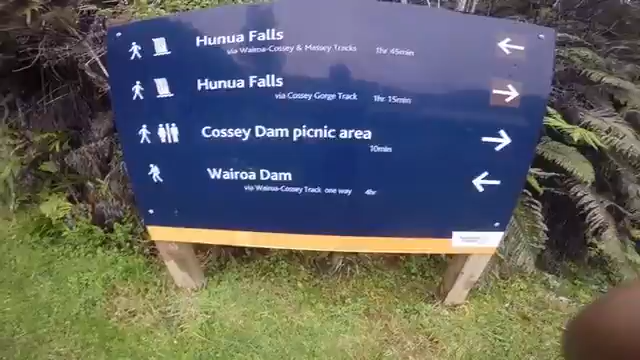 Hunua Falls
via Wairoa-Cossey & Massey Tracks 1hr 45min
Hunua Falls
via Cossey Gorge Track 1hr 15min
Cossey Dam picnic area
10min
Wairoa Dam
via Wairoa-Cossey Track one way 4hr